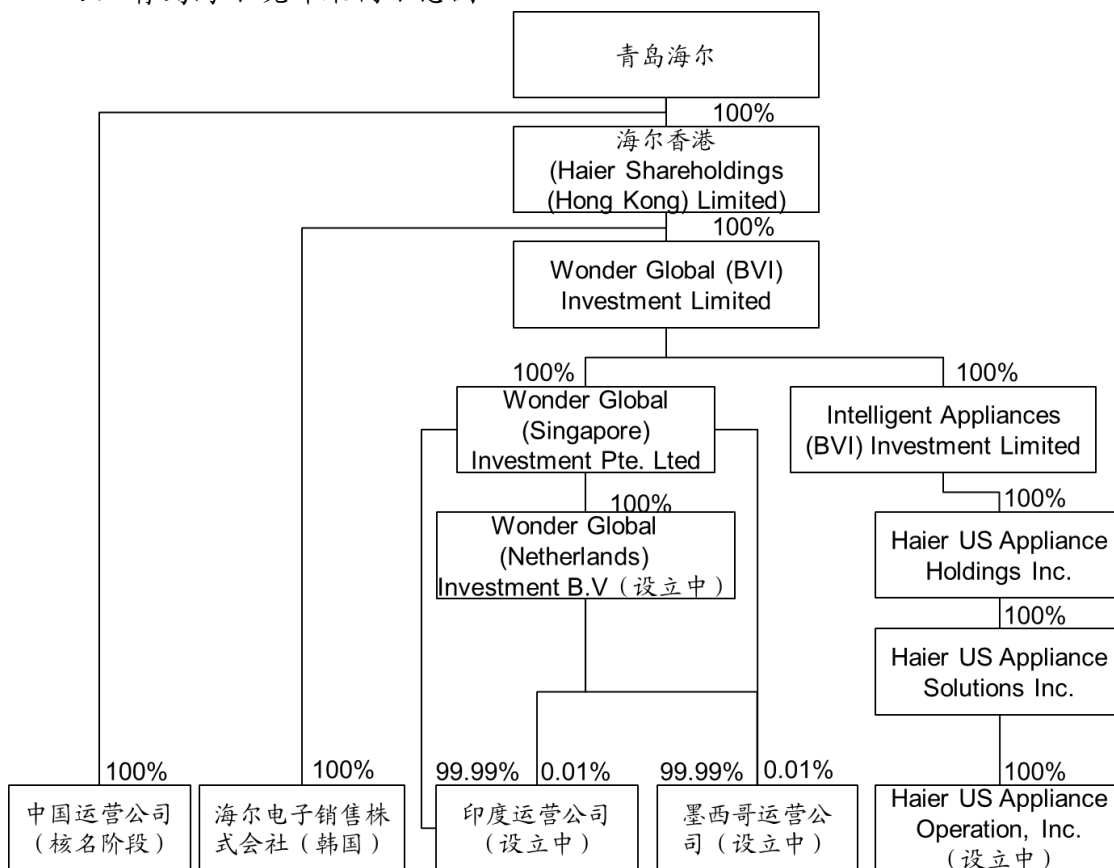 青岛海尔
100%
海尔香港
(Haier Shareholdings
(Hong Kong) Limited)
100%
Wonder Global (BVI)
Investment Limited
100%
100%
Wonder Global
(Singapore)
Investment Pte. Lted
Intelligent Appliances
(BVI) Investment Limited
100%
100%
Wonder Global
(Netherlands)
Investment B.V（设立中）
Haier US Appliance
Holdings Inc.
100%
Haier US Appliance
Solutions Inc.
100%
100%
99.99%
0.01%
99.99%
0.01%
100%
中国运营公司
（核名阶段）
海尔电子销售株
式会社（韩国）
印度运营公司
（设立中）
墨西哥运营公
司（设立中）
Haier US Appliance
Operation, Inc.
（设立中）